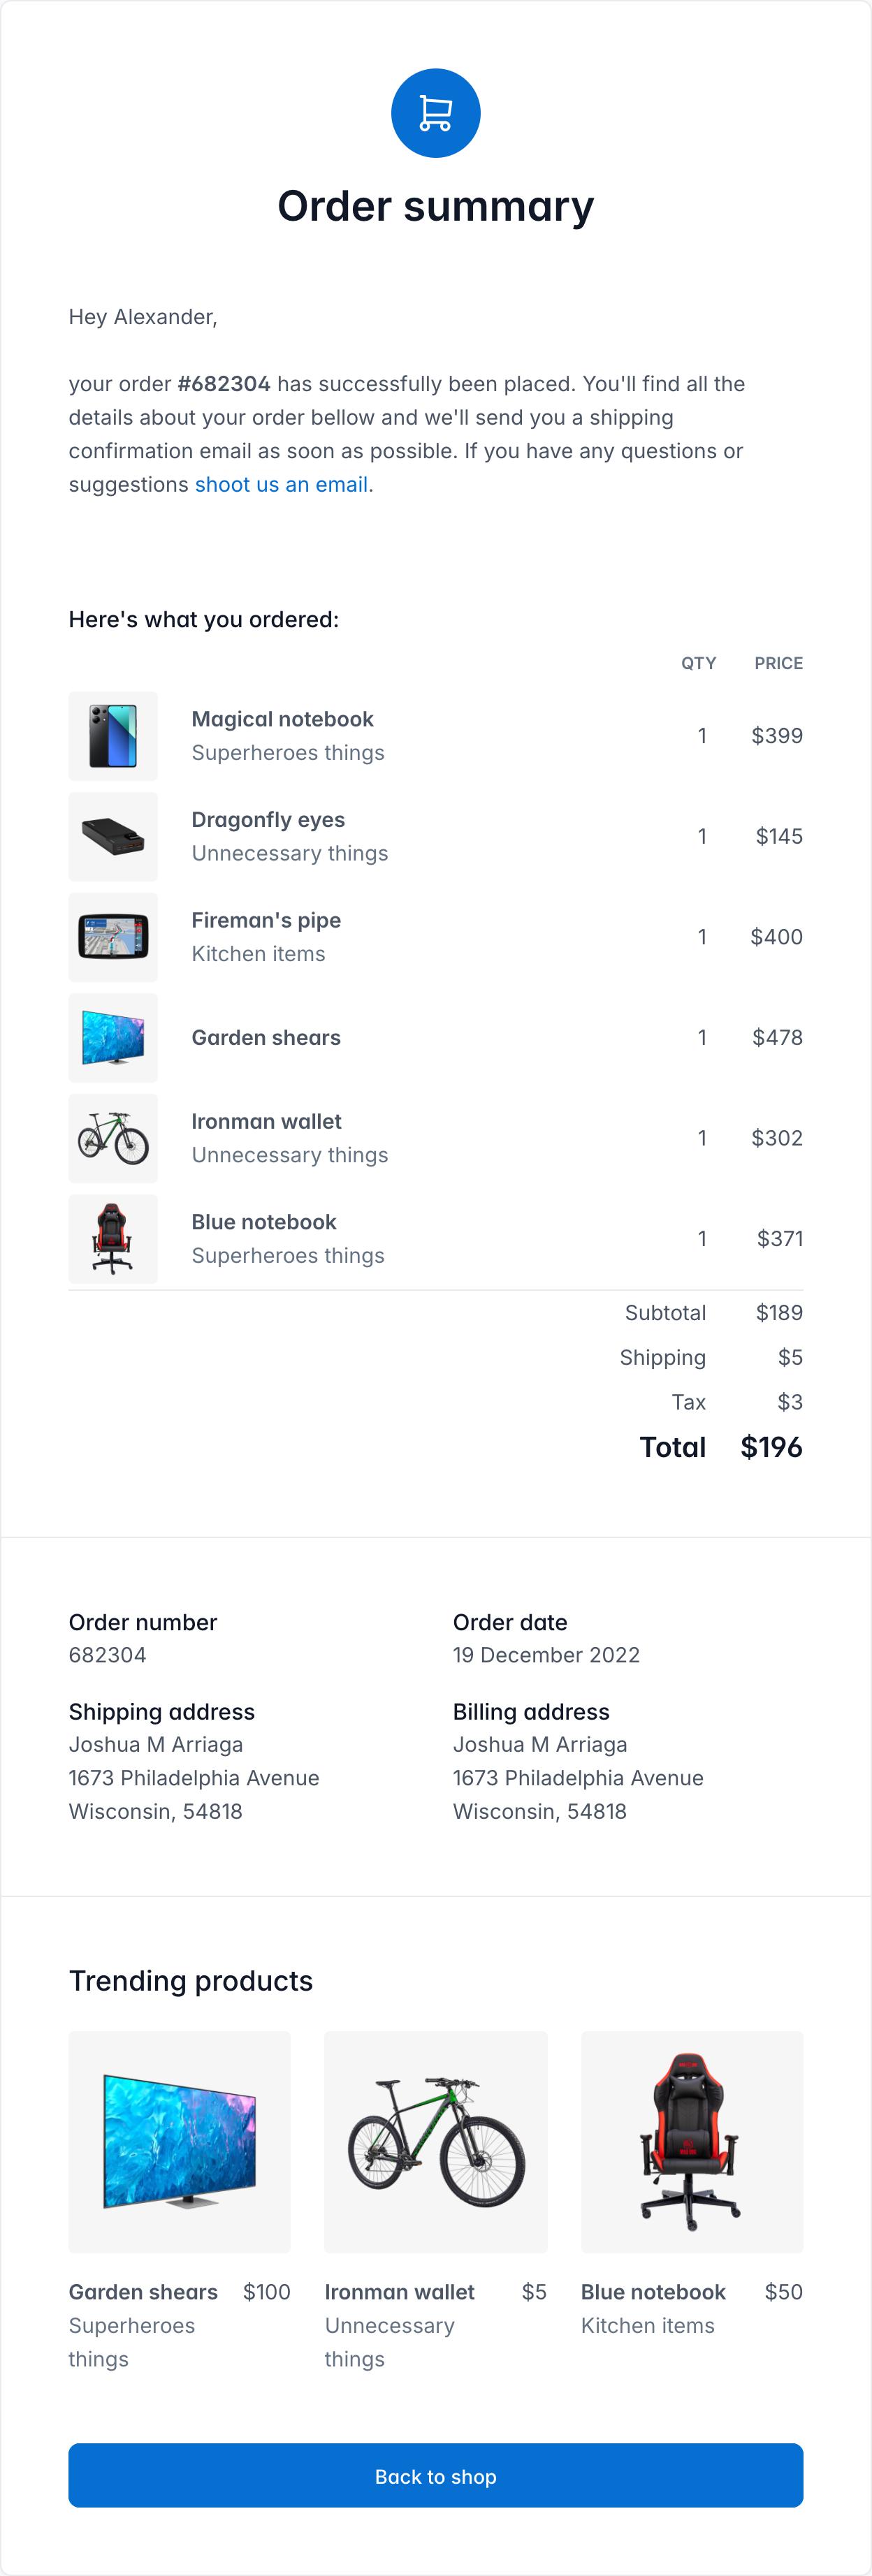 Order summary
Hey Alexander,
your order #682304 has successfully been placed. You'll find all the
details about your order bellow and we'll send you a shipping
confirmation email as soon as possible. If you have any questions or
suggestions shoot us an email.
Here's what you ordered:
QTY PRICE
Magical notebook
Superheroes things
1 $399
Dragonfly eyes
Unnecessary things
1 $145
Fireman's pipe
Kitchen items
1 $400
Garden shears 1 $478
Ironman wallet
Unnecessary things
1 $302
Blue notebook
Superheroes things
1 $371
Subtotal $189
Shipping $5
Tax $3
Total $196
Order number
682304
Order date
19 December 2022
Shipping address
Joshua M Arriaga
1673 Philadelphia Avenue
Wisconsin, 54818
Billing address
Joshua M Arriaga
1673 Philadelphia Avenue
Wisconsin, 54818
Trending products
Garden shears $100
Superheroes
things
Ironman wallet $5
Unnecessary
things
Blue notebook $50
Kitchen items
Back to shop